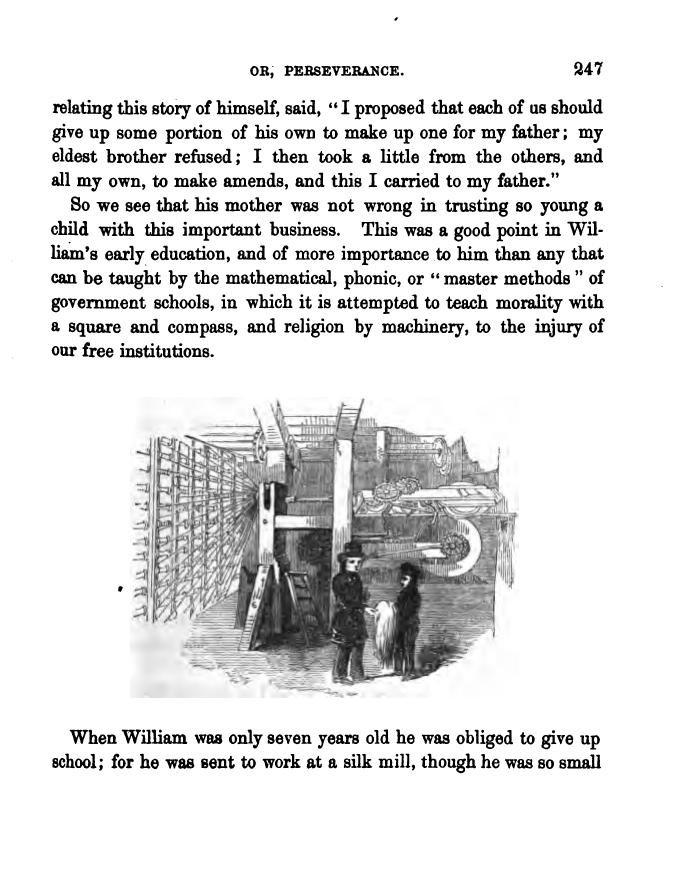 OR, PERSEVERANCE. 247
relating this story of himself, said, "I proposed that each of us should
give up some portion of his own to make up one for my father; my
eldest brother refused; I then took a little from the others, and
all my own, to make amends, and this I carried to my father."
So we see that his mother was not wrong in trusting so young a
child with this important business. This was a good point in Wil-
liam's early education, and of more importance to him than any that
can be taught by the mathematical, phonic, or "master methods" of
government schools, in which it is attempted to teach morality with
a square and compass, and religion by machinery, to the injury of
our free institutions.
When William was only seven years old he was obliged to give up
school; for he was sent to work at a silk mill, though he was so small